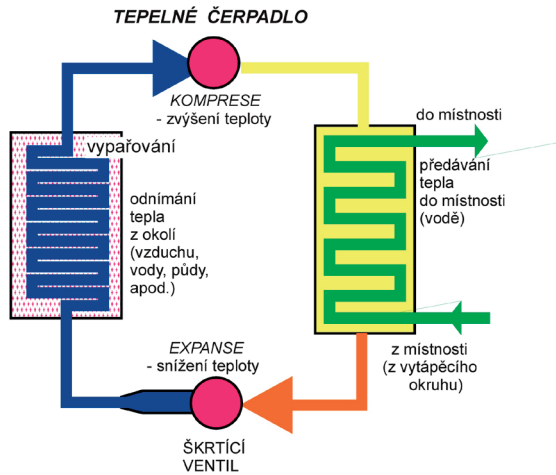 TEPELNÉ ČERPADLO
KOMPRESE
- zvýšení teploty
vypařování
odnímání
tepla
z okolí
(vzduchu,
vody, půdy,
apod.)
do místnosti
předávání
tepla
do místnosti
(vodě)
z místnosti
(z vytápěcího
okruhu)
EXPANSE
- snížení teploty
ŠKRTÍCÍ
VENTIL